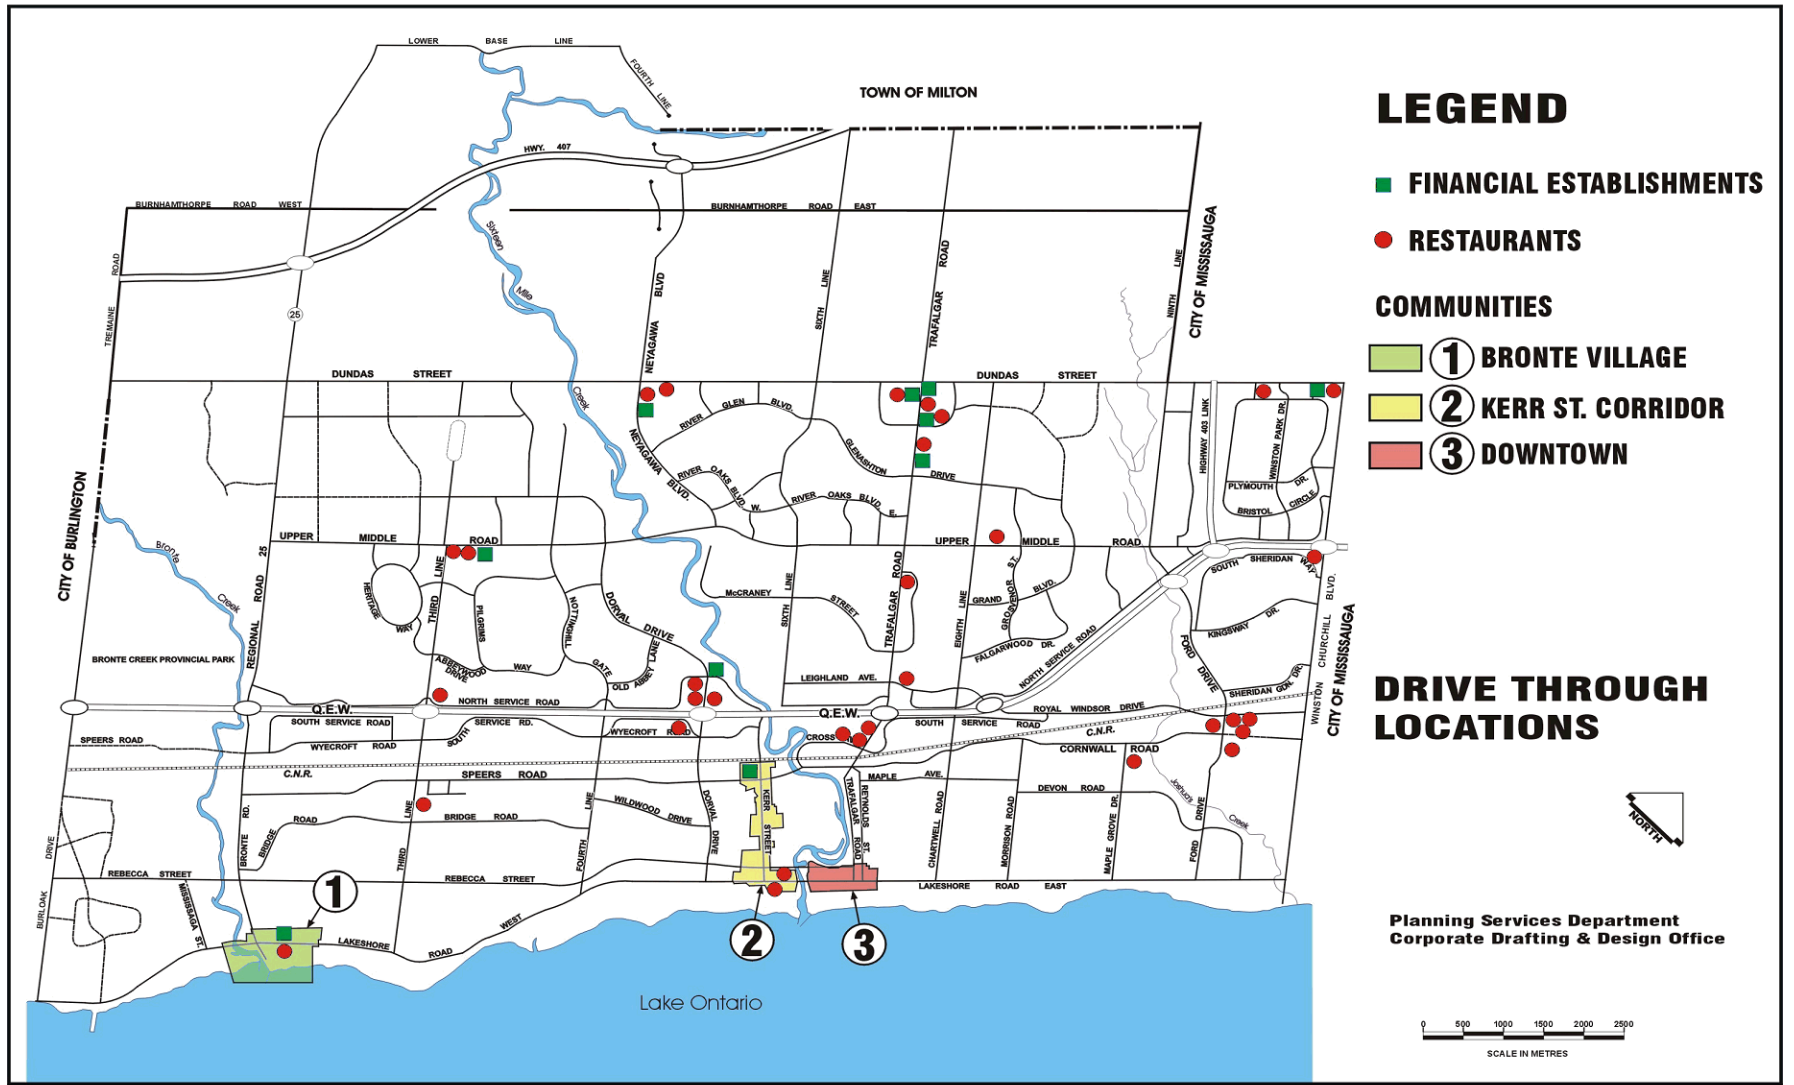 LOWER BASE LINE
FOURTH LINE
TOWN OF MILTON
HWY. 407
BURNHAMTHORPE ROAD WEST
BURNHAMTHORPE ROAD EAST
TREMAINE ROAD
25
Sixteen Mile Creek
NEYAGAWA BLVD
SIXTH LINE
TRAFALGAR ROAD
NINTH LINE
CITY OF MISSISSAUGA
DUNDAS STREET
DUNDAS STREET
CITY OF BURLINGTON
NEYAGAWA BLVD.
RIVER GLEN BLVD.
GLENASHTON DRIVE
RIVER OAKS BLVD. W.
RIVER OAKS BLVD. E.
HIGHWAY 403 LINK
WINSTON PARK DR.
PLYMOUTH DR.
BRISTOL CIRCLE
UPPER MIDDLE ROAD
UPPER MIDDLE ROAD
SOUTH SHERIDAN WAY
Bronte Creek
REGIONAL ROAD 25
HERITAGE WAY
THIRD LINE
PILGRIMS WAY
NOTTINGHILL GATE
DORVAL DRIVE
OLD ABBEY LANE
ABBEYWOOD DRIVE
McCRANEY STREET
SIXTH LINE
TRAFALGAR ROAD
EIGHTH LINE
GRAND BLVD.
GROSVENOR ST.
FALGARWOOD DR.
NORTH SERVICE ROAD
FORD DRIVE
KINGSWAY DR.
SHERIDAN GDN. DR.
WINSTON CHURCHILL BLVD.
CITY OF MISSISSAUGA
BRONTE CREEK PROVINCIAL PARK
LEIGHLAND AVE.
NORTH SERVICE ROAD
Q.E.W.
Q.E.W.
SOUTH SERVICE ROAD
SOUTH SERVICE RD.
WYECROFT ROAD
WYECROFT ROAD
CROSS
SOUTH SERVICE ROAD
ROYAL WINDSOR DRIVE
C.N.R.
SPEERS ROAD
C.N.R.
SPEERS ROAD
CORNWALL ROAD
MAPLE AVE.
DEVON ROAD
Joshua's Creek
BURLOAK DRIVE
BRONTE RD.
BRIDGE ROAD
BRIDGE ROAD
THIRD LINE
FOURTH LINE
WILDWOOD DRIVE
DORVAL DRIVE
KERR STREET
TRAFALGAR ROAD
REYNOLDS ST.
CHARTWELL ROAD
MORRISON ROAD
MAPLE GROVE DR.
FORD DRIVE
REBECCA STREET
REBECCA STREET
MISSISSAGA ST.
LAKESHORE ROAD WEST
LAKESHORE ROAD EAST
1
2
3
Lake Ontario
LEGEND
FINANCIAL ESTABLISHMENTS
RESTAURANTS
COMMUNITIES
1 BRONTE VILLAGE
2 KERR ST. CORRIDOR
3 DOWNTOWN
DRIVE THROUGH
LOCATIONS
NORTH
Planning Services Department
Corporate Drafting & Design Office
0 500 1000 1500 2000 2500
SCALE IN METRES